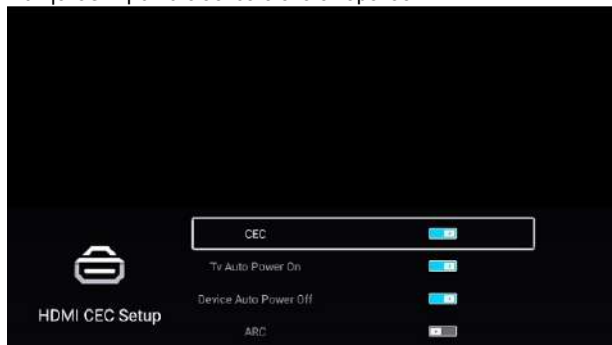 CEC
Tv Auto Power On
Device Auto Power Off
HDMI CEC Setup
ARC